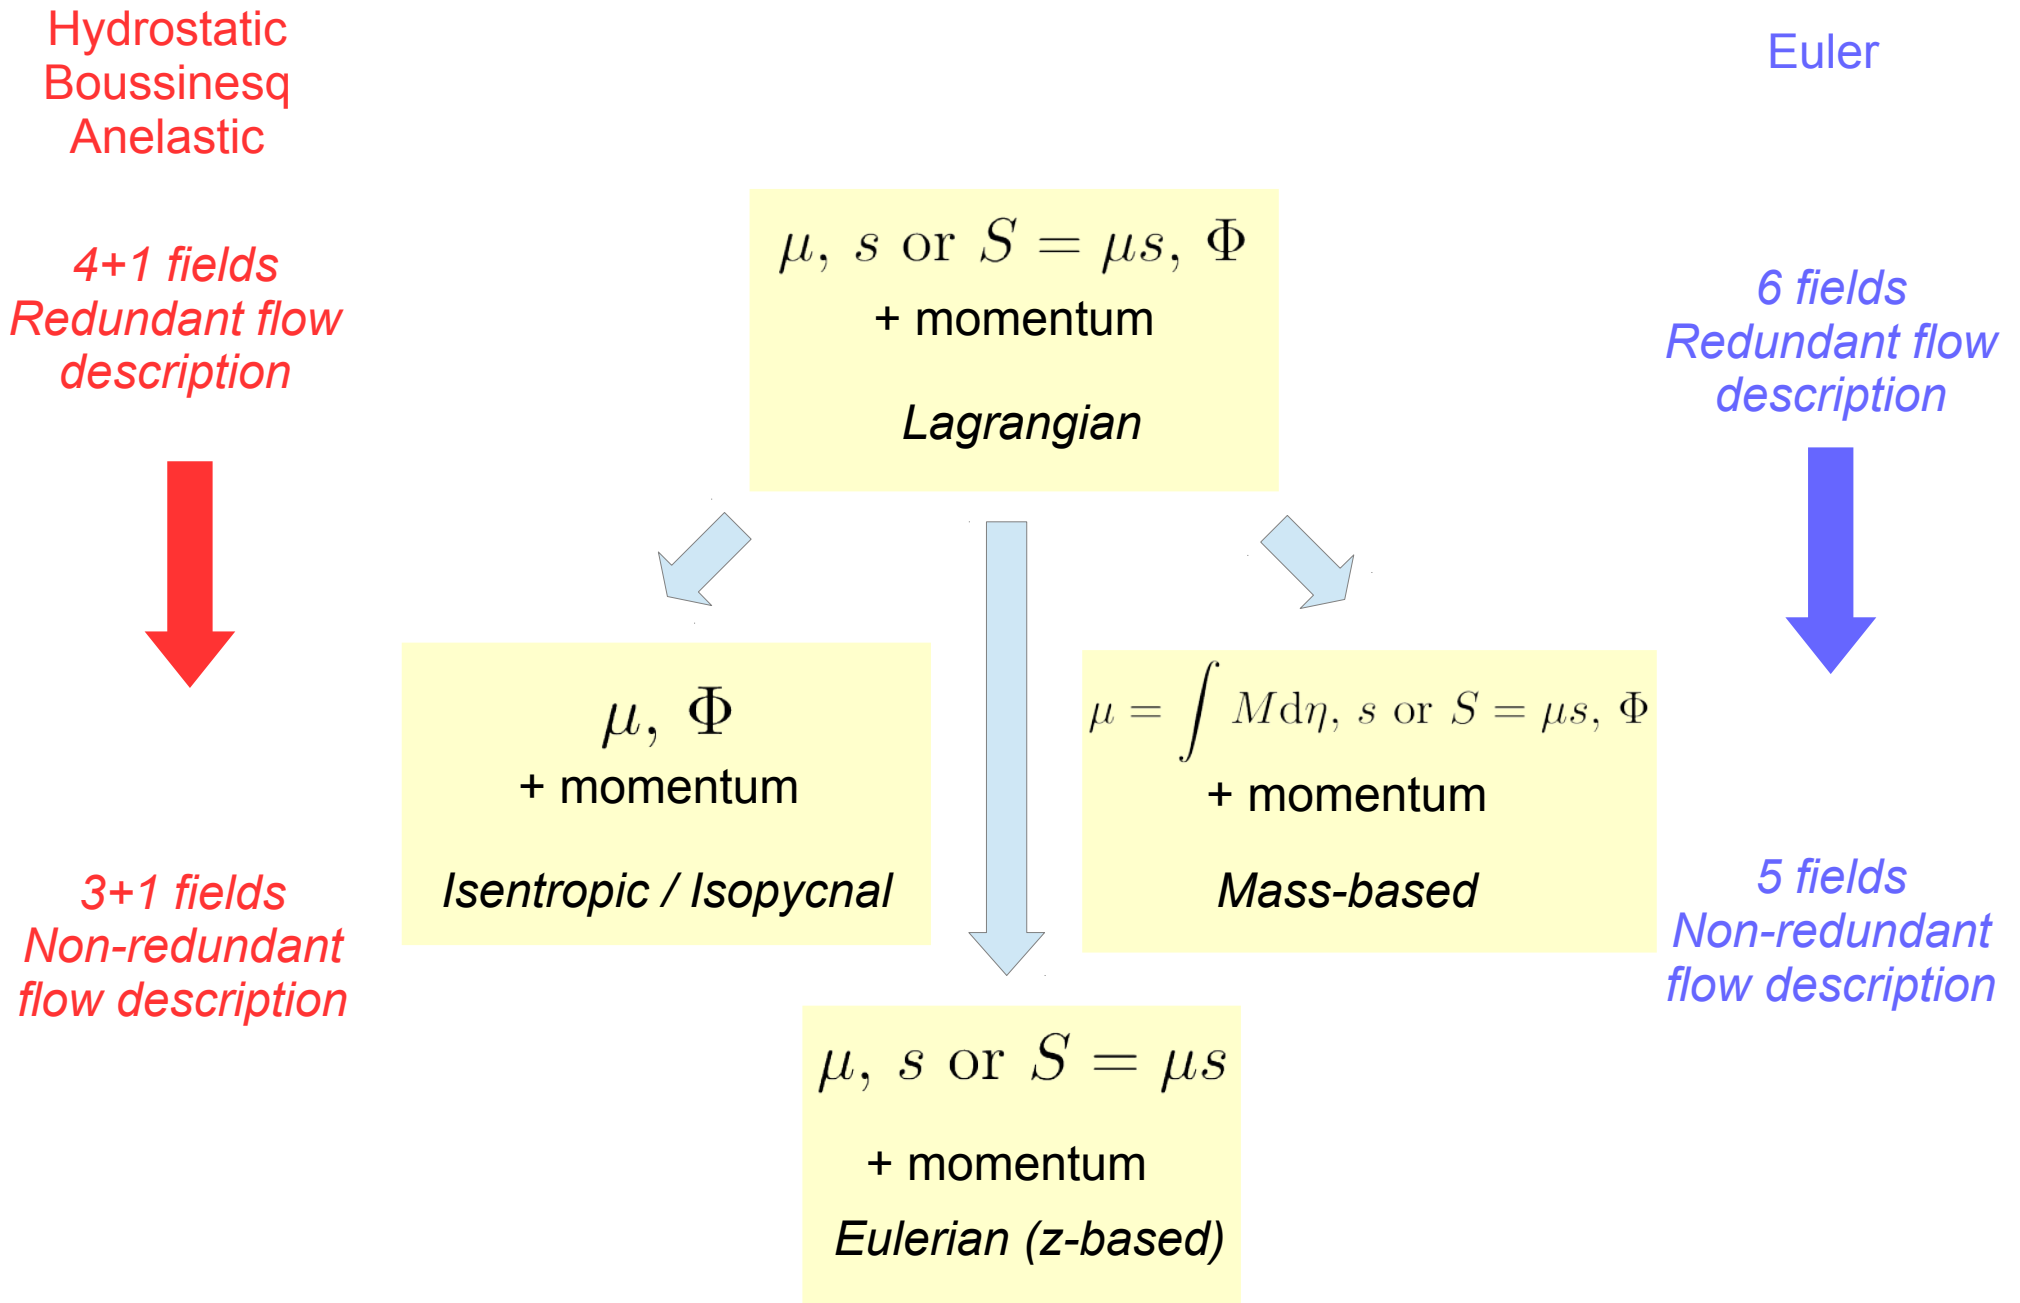 Hydrostatic
Boussinesq
Anelastic
Euler
4+1 fields
Redundant flow
description
μ, s or S = μs, Φ
+ momentum
Lagrangian
6 fields
Redundant flow
description
μ, Φ
+ momentum
Isentropic / Isopycnal
μ = ∫ Mdη, s or S = μs, Φ
+ momentum
Mass-based
3+1 fields
Non-redundant
flow description
5 fields
Non-redundant
flow description
μ, s or S = μs
+ momentum
Eulerian (z-based)